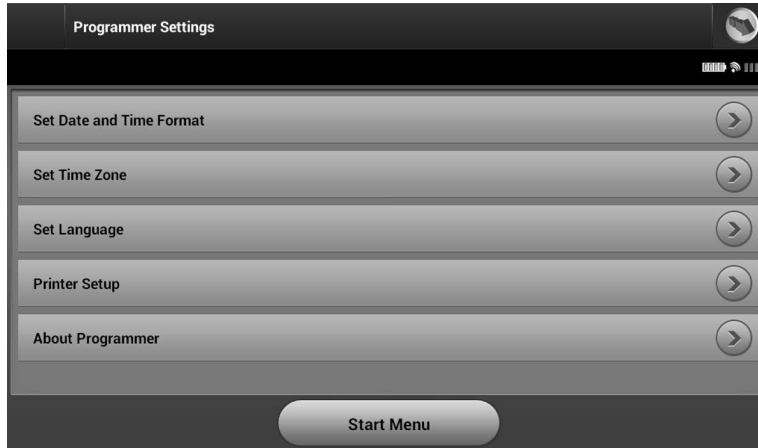 Programmer Settings
Set Date and Time Format
Set Time Zone
Set Language
Printer Setup
About Programmer
Start Menu